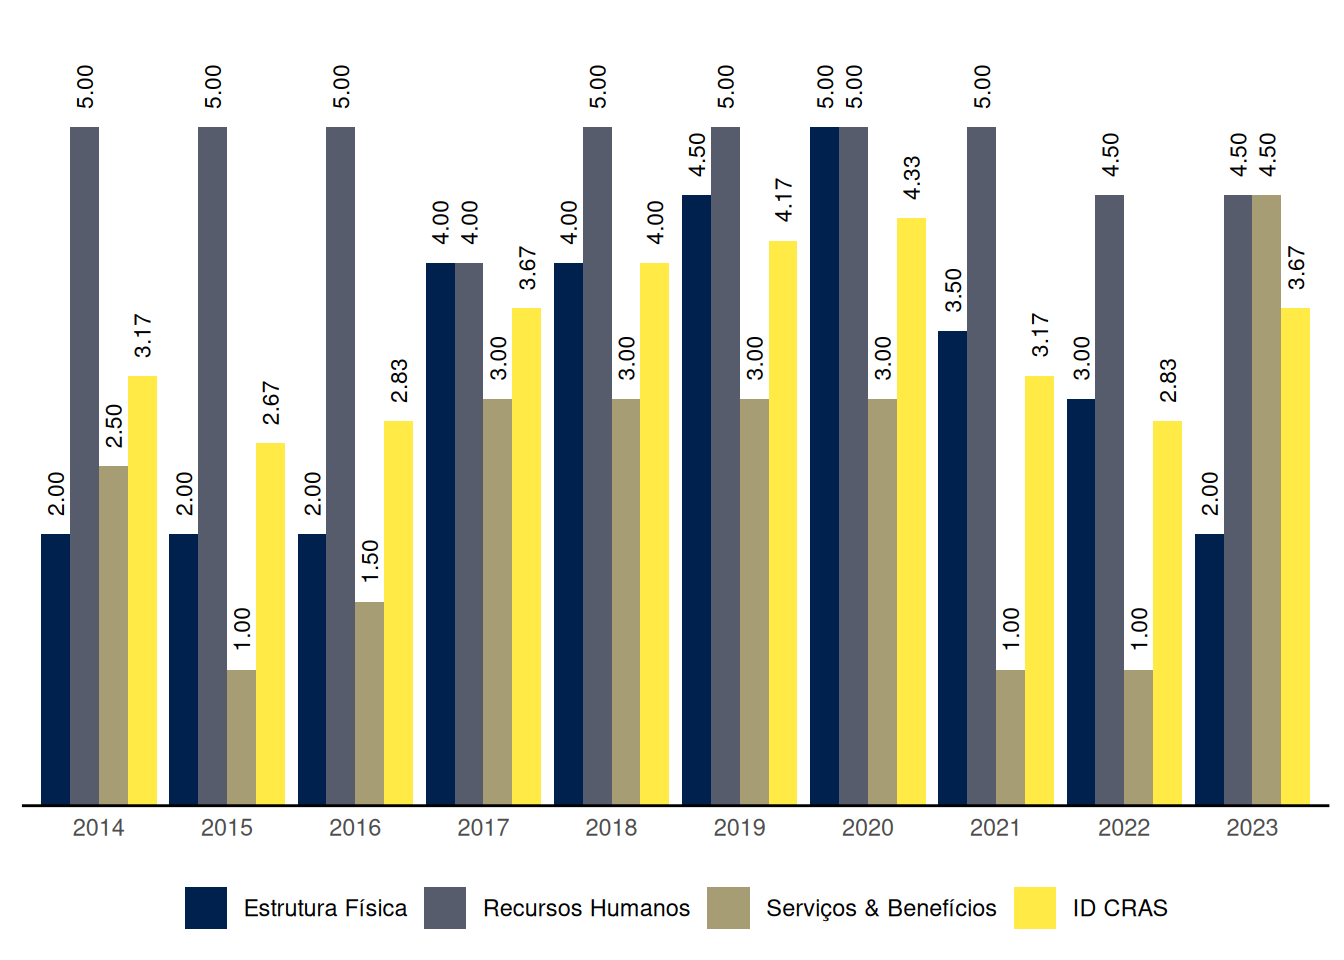 2.00 5.00 2.50 3.17
2.00 5.00 1.00 2.67
2.00 5.00 1.50 2.83
4.00 4.00 3.00 3.67
4.00 5.00 3.00 4.00
4.50 5.00 3.00 4.17
5.00 5.00 3.00 4.33
3.50 5.00 1.00 3.17
3.00 4.50 1.00 2.83
2.00 4.50 4.50 3.67
2014 2015 2016 2017 2018 2019 2020 2021 2022 2023
Estrutura Física Recursos Humanos Serviços & Benefícios ID CRAS